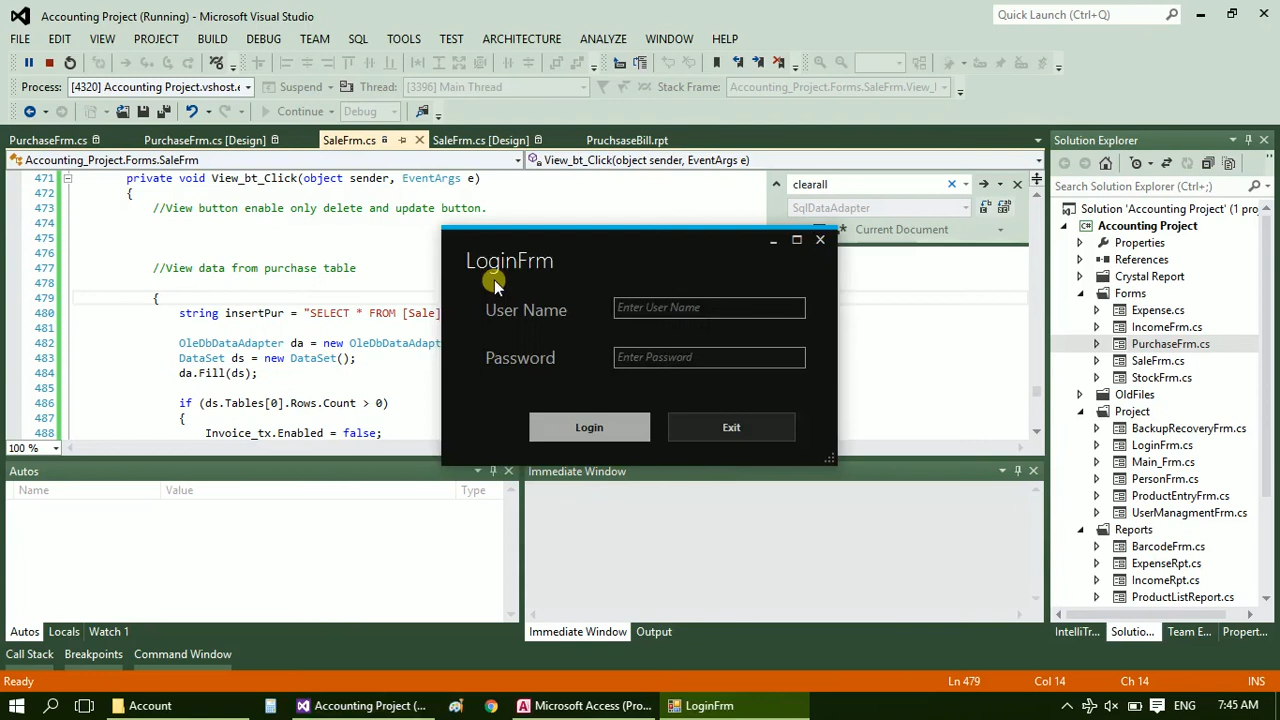 Accounting Project (Running) - Microsoft Visual Studio
Quick Launch (Ctrl+Q)
FILE EDIT VIEW PROJECT BUILD DEBUG TEAM SQL TOOLS TEST ARCHITECTURE ANALYZE WINDOW HELP
Process: [4320] Accounting Project.vshost.e Suspend Thread: [3396] Main Thread Stack Frame: Accounting_Project.Forms.SaleFrm.View_
Continue Debug
PurchaseFrm.cs PurchaseFrm.cs [Design] SaleFrm.cs SaleFrm.cs [Design] PruchsaseBill.rpt
Accounting_Project.Forms.SaleFrm View_bt_Click(object sender, EventArgs e)
471 private void View_bt_Click(object sender, EventArgs e)
472 {
473 //View button enable only delete and update button.
474
475
476
477 //View data from purchase table
478
479 {
480 string insertPur = "SELECT * FROM [Sale]
481
482 OleDbDataAdapter da = new OleDbDataAdapt
483 DataSet ds = new DataSet();
484 da.Fill(ds);
485
486 if (ds.Tables[0].Rows.Count > 0)
487 {
488 Invoice_tx.Enabled = false;
100 %
clearall
SqlDataAdapter
Current Document
LoginFrm
User Name
Enter User Name
Password
Enter Password
Login
Exit
Autos
Name Value Type
Autos Locals Watch 1
Immediate Window
Immediate Window Output
Call Stack Breakpoints Command Window
Solution Explorer
Search Solution Explorer (Ctrl+;)
Solution 'Accounting Project' (1 pro
Accounting Project
Properties
References
Crystal Report
Forms
Expense.cs
IncomeFrm.cs
PurchaseFrm.cs
SaleFrm.cs
StockFrm.cs
OldFiles
Project
BackupRecoveryFrm.cs
LoginFrm.cs
Main_Frm.cs
PersonFrm.cs
ProductEntryFrm.cs
UserManagmentFrm.cs
Reports
BarcodeFrm.cs
ExpenseRpt.cs
IncomeRpt.cs
ProductListReport.cs
IntelliTr... Solutio... Team E... Propert...
Ready Ln 479 Col 14 Ch 14 INS
Account Accounting Project (... Microsoft Access (Pro... LoginFrm ENG 7:45 AM